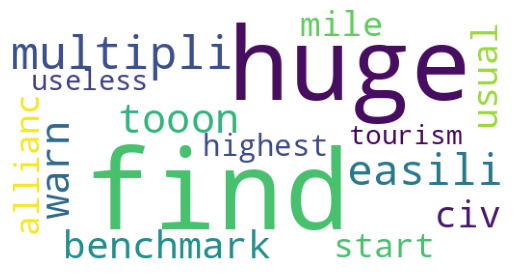 mile
huge
multipli
usual
useless
tooon
allianc
warn
highest
tourism
find
easili
civ
benchmark
start